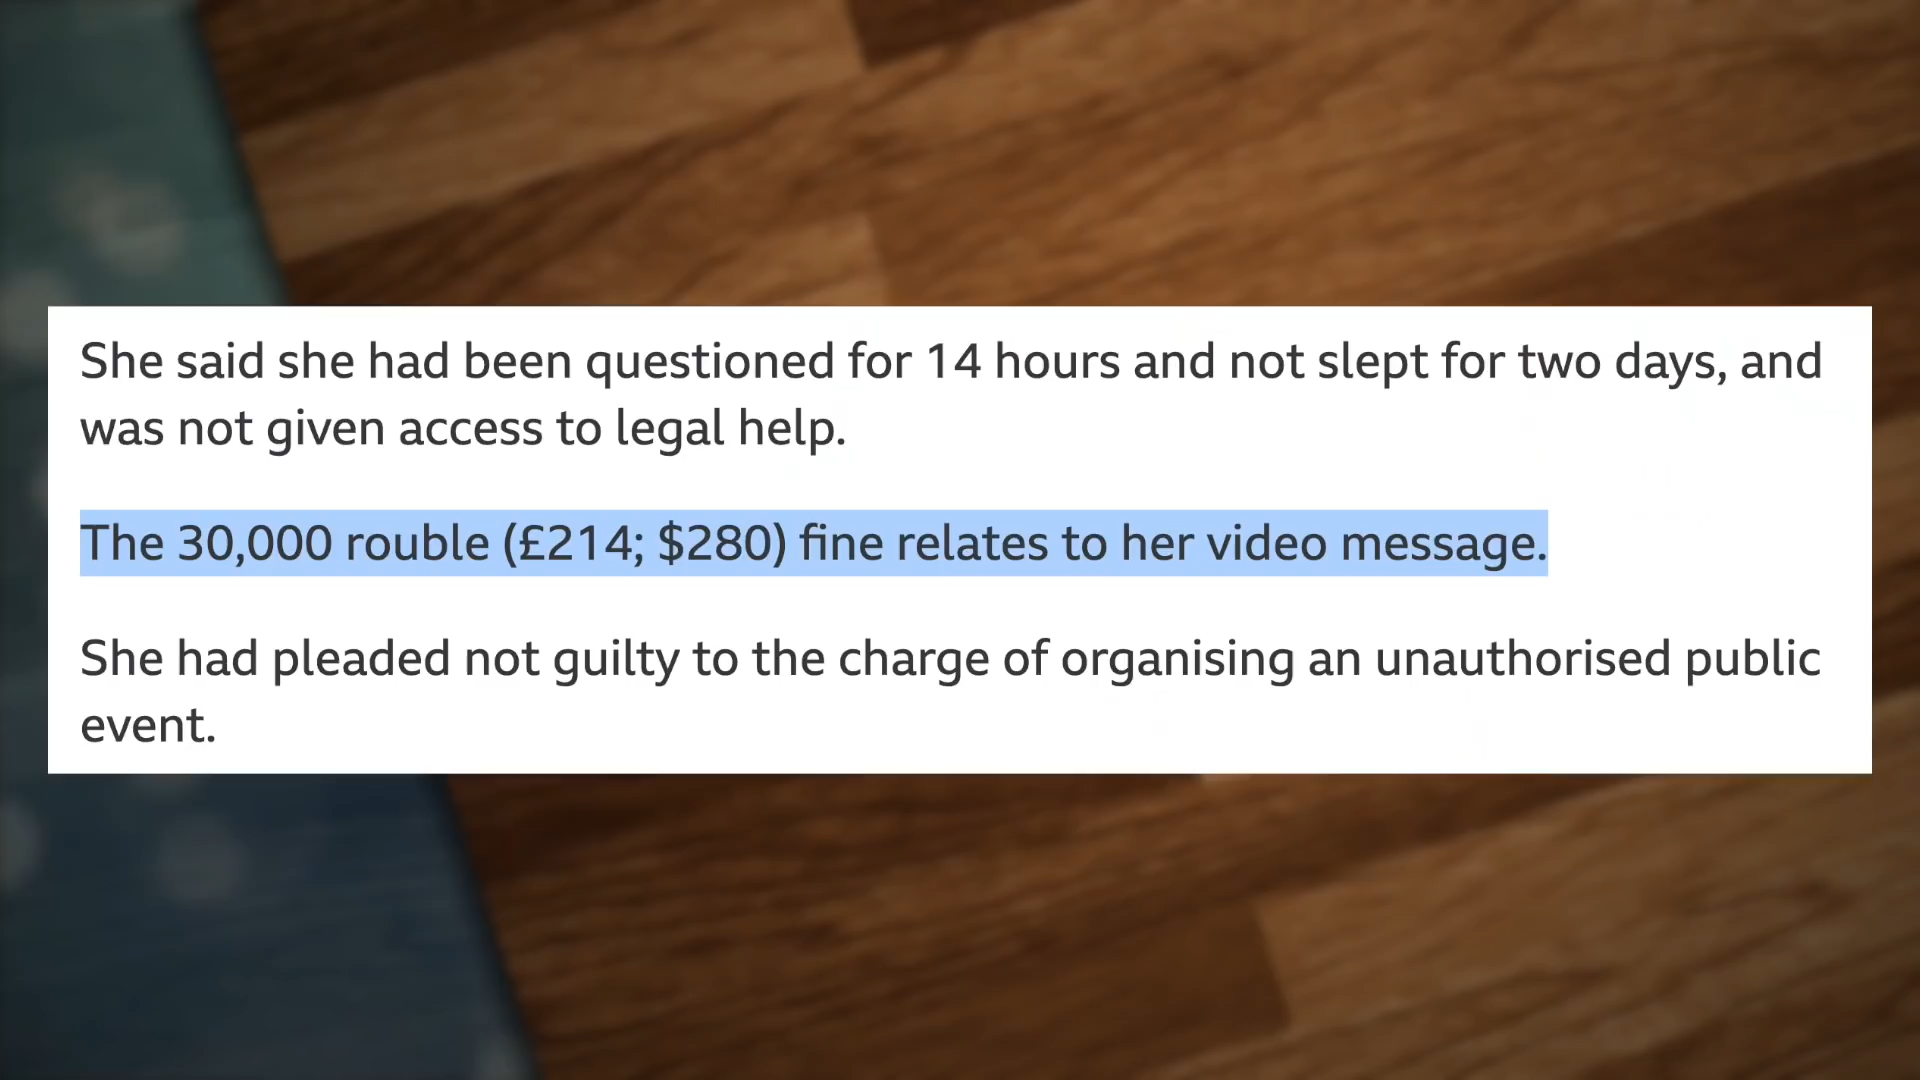 She said she had been questioned for 14 hours and not slept for two days, and
was not given access to legal help.
The 30,000 rouble (£214; $280) fine relates to her video message.
She had pleaded not guilty to the charge of organising an unauthorised public
event.